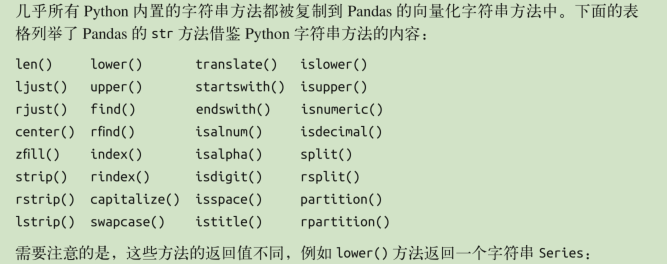 几乎所有 Python 内置的字符串方法都被复制到 Pandas 的向量化字符串方法中。下面的表
格列举了 Pandas 的 str 方法借鉴 Python 字符串方法的内容：
len() lower() translate() islower()
ljust() upper() startswith() isupper()
rjust() find() endswith() isnumeric()
center() rfind() isalnum() isdecimal()
zfill() index() isalpha() split()
strip() rindex() isdigit() rsplit()
rstrip() capitalize() isspace() partition()
lstrip() swapcase() istitle() rpartition()
需要注意的是，这些方法的返回值不同，例如 lower() 方法返回一个字符串 Series：